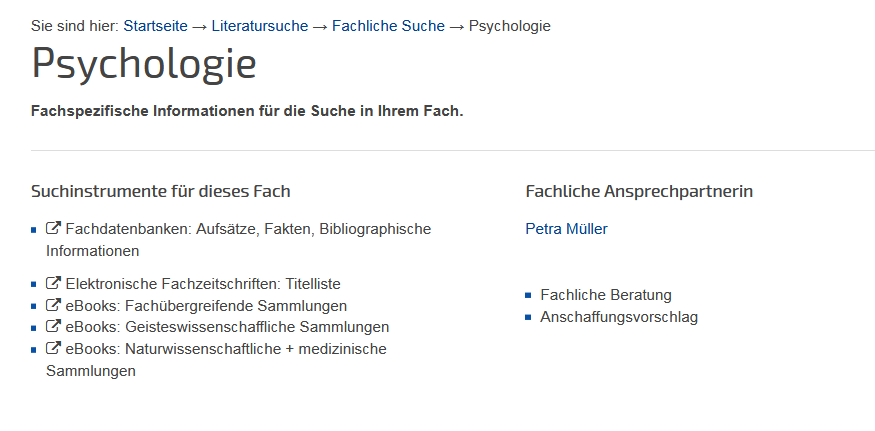 Sie sind hier: Startseite → Literatursuche → Fachliche Suche → Psychologie
Psychologie
Fachspezifische Informationen für die Suche in Ihrem Fach.
Suchinstrumente für dieses Fach
Fachdatenbanken: Aufsätze, Fakten, Bibliographische
Informationen
Elektronische Fachzeitschriften: Titelliste
eBooks: Fachübergreifende Sammlungen
eBooks: Geisteswissenschaffliche Sammlungen
eBooks: Naturwissenschaftliche + medizinische
Sammlungen
Fachliche Ansprechpartnerin
Petra Müller
Fachliche Beratung
Anschaffungsvorschlag